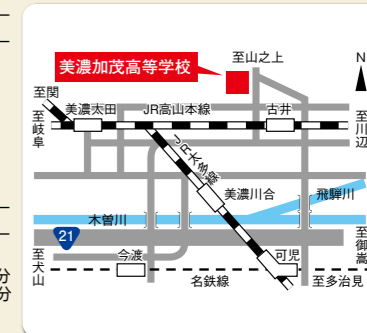 至山之上
N
美濃加茂高等学校
至関
美濃太田
JR高山本線
古井
至岐阜
至川辺
JR太多線
美濃川合
飛騨川
木曽川
21
至犬山
今渡
名鉄線
可児
至御嵩
至多治見
分
分